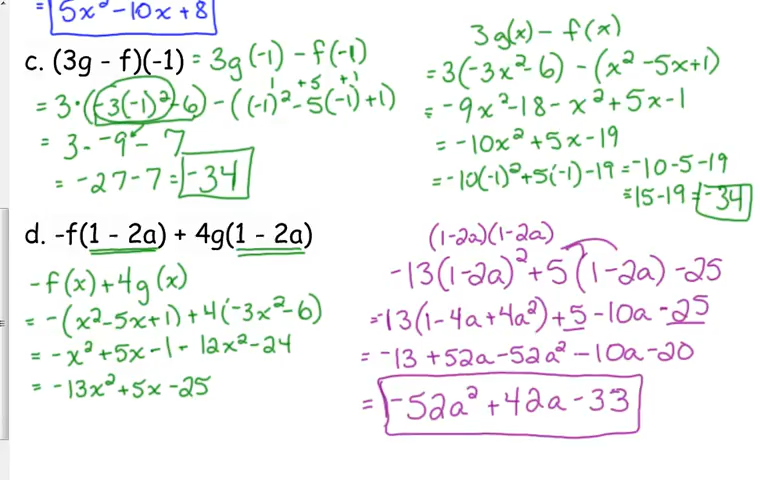 = 5x² - 10x + 8
c. (3g - f)(-1) = 3g(-1) - f(-1)
1 +5 +1
= 3·(-3(-1)² - 6) - ((-1)² - 5(-1) + 1)
= 3·-9 - 7
= -27 - 7 = -34
3g(x) - f(x)
= 3(-3x² - 6) - (x² - 5x + 1)
= -9x² - 18 - x² + 5x - 1
= -10x² + 5x - 19
= -10(-1)² + 5(-1) - 19 = -10 - 5 - 19
= 15 - 19 = -34
d. -f(1 - 2a) + 4g(1 - 2a)
-f(x) + 4g(x)
= -(x² - 5x + 1) + 4(-3x² - 6)
= -x² + 5x - 1 - 12x² - 24
= -13x² + 5x - 25
(1-2a)(1-2a)
-13(1-2a)² + 5(1-2a) - 25
= -13(1 - 4a + 4a²) + 5 - 10a - 25
= -13 + 52a - 52a² - 10a - 20
= -52a² + 42a - 33